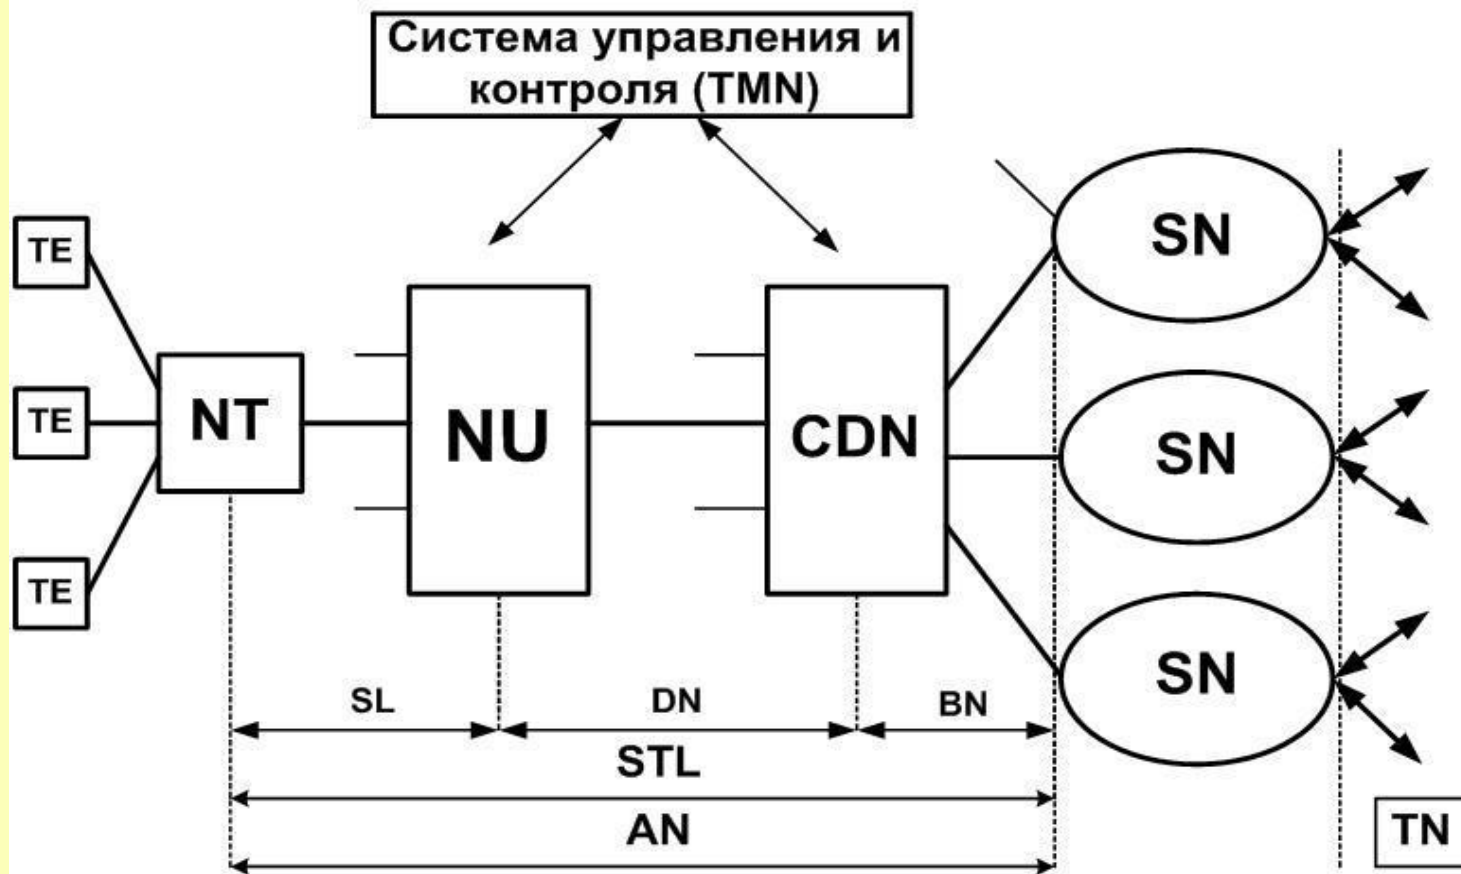 Система управления и
контроля (TMN)
SN
TE
TE
NT
NU
CDN
SN
TE
SN
SL
DN
BN
STL
AN
TN